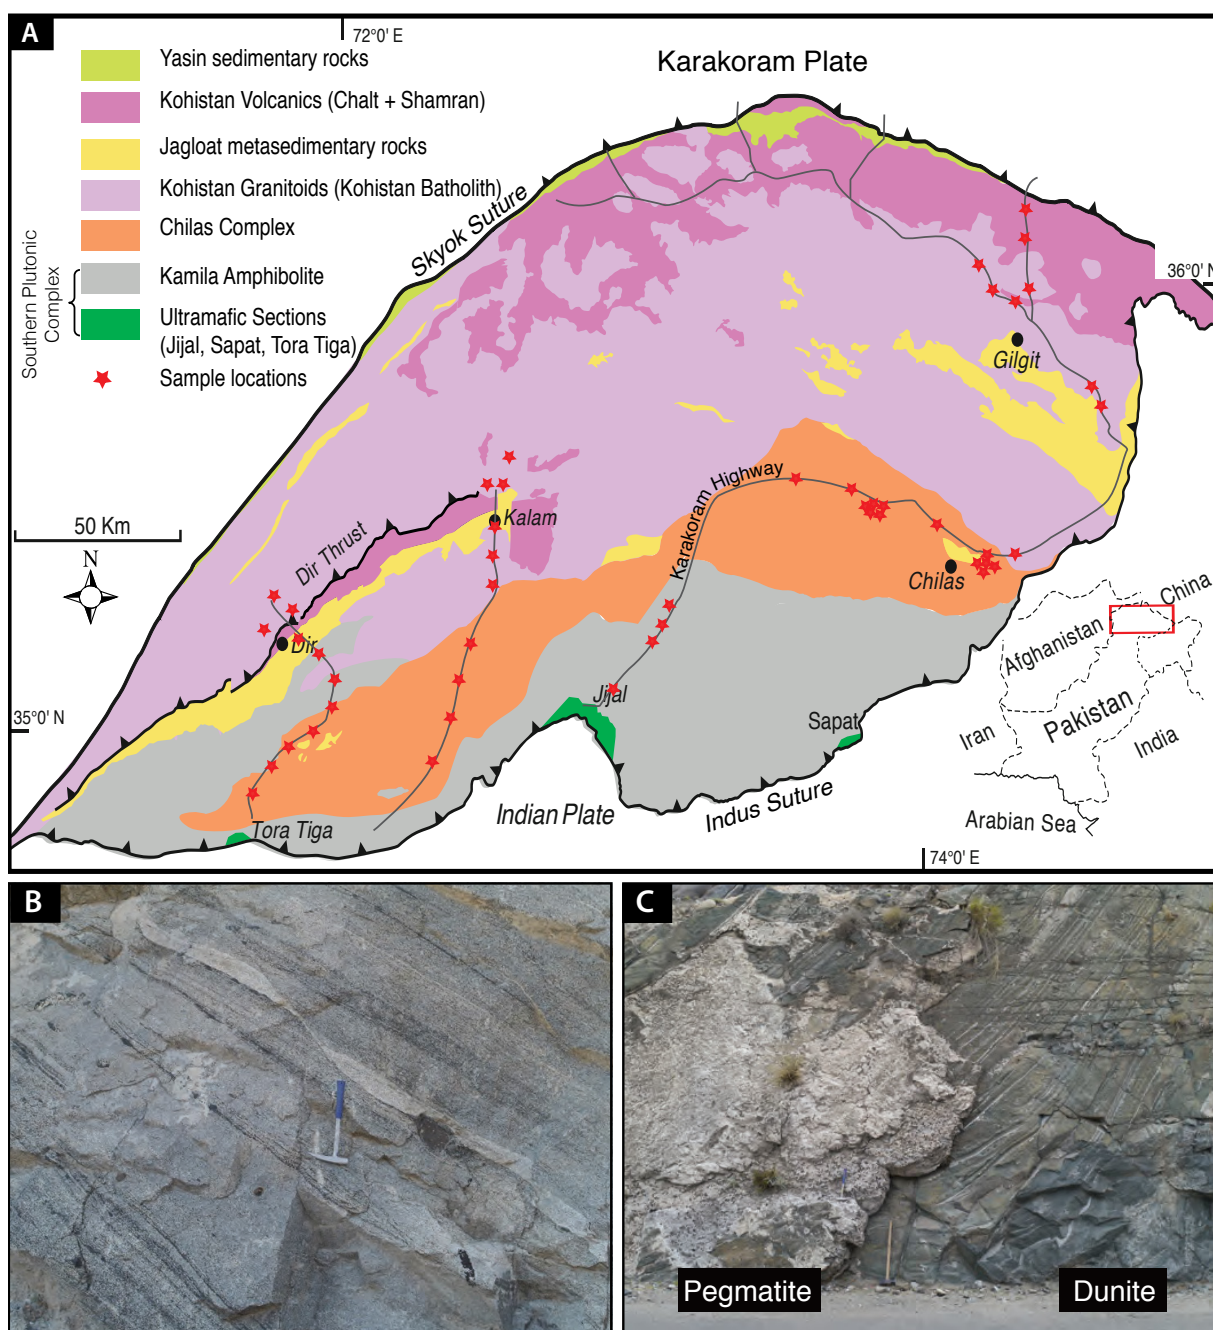 A
72°0' E
Karakoram Plate
Yasin sedimentary rocks
Kohistan Volcanics (Chalt + Shamran)
Jagloat metasedimentary rocks
Kohistan Granitoids (Kohistan Batholith)
Chilas Complex
Kamila Amphibolite
Ultramafic Sections
(Jijal, Sapat, Tora Tiga)
Sample locations
Southern Plutonic
Complex
Skyok Suture
36°0' N
Gilgit
50 Km
N
Dir Thrust
Kalam
Karakoram Highway
Chilas
Dir
Jijal
Sapat
35°0' N
Tora Tiga
Indian Plate
Indus Suture
74°0' E
China
Afghanistan
Pakistan
Iran
India
Arabian Sea
B
C
Pegmatite
Dunite